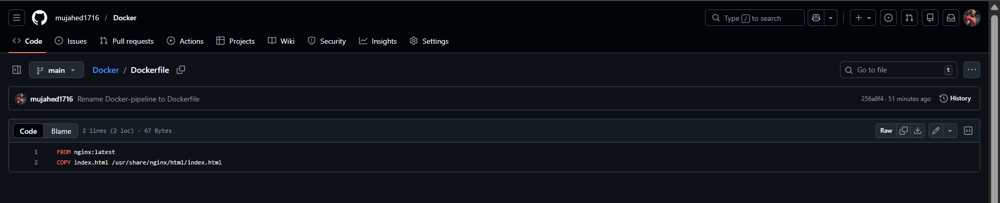 mujahed1716 / Docker
Type / to search
Code Issues Pull requests Actions Projects Wiki Security Insights Settings
main Docker / Dockerfile
Go to file t
mujahed1716 Rename Docker-pipeline to Dockerfile
256a8f4 · 51 minutes ago History
Code Blame 2 lines (2 loc) · 67 Bytes
Raw
1 FROM nginx:latest
2 COPY index.html /usr/share/nginx/html/index.html